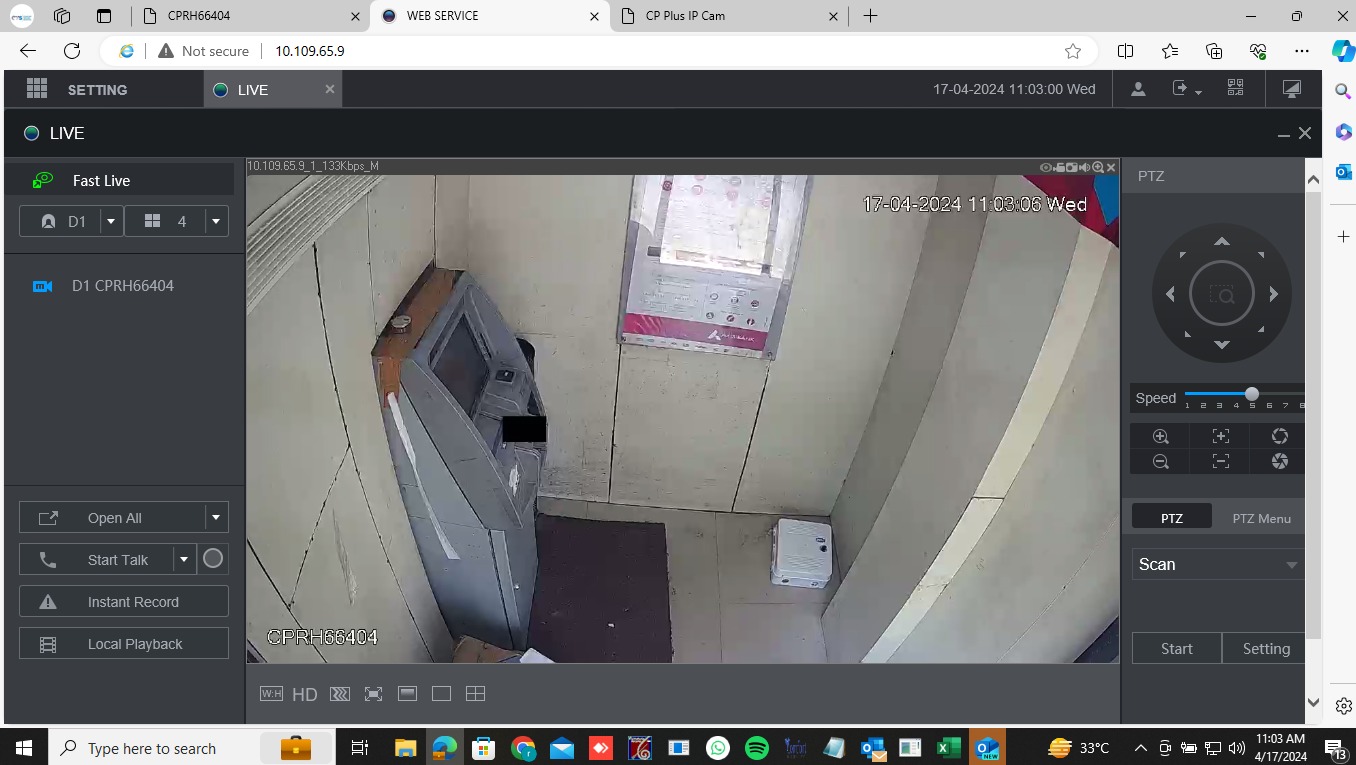 CPRH66404
WEB SERVICE
CP Plus IP Cam
Not secure
10.109.65.9
SETTING
LIVE
17-04-2024 11:03:00 Wed
LIVE
Fast Live
D1
4
D1 CPRH66404
Open All
Start Talk
Instant Record
Local Playback
10.109.65.9_1_133Kbps_M
17-04-2024 11:03:06 Wed
CPRH66404
W:H
HD
PTZ
Speed
1 2 3 4 5 6 7 8
PTZ
PTZ Menu
Scan
Start
Setting
Type here to search
NEW
33°C
11:03 AM
4/17/2024
13